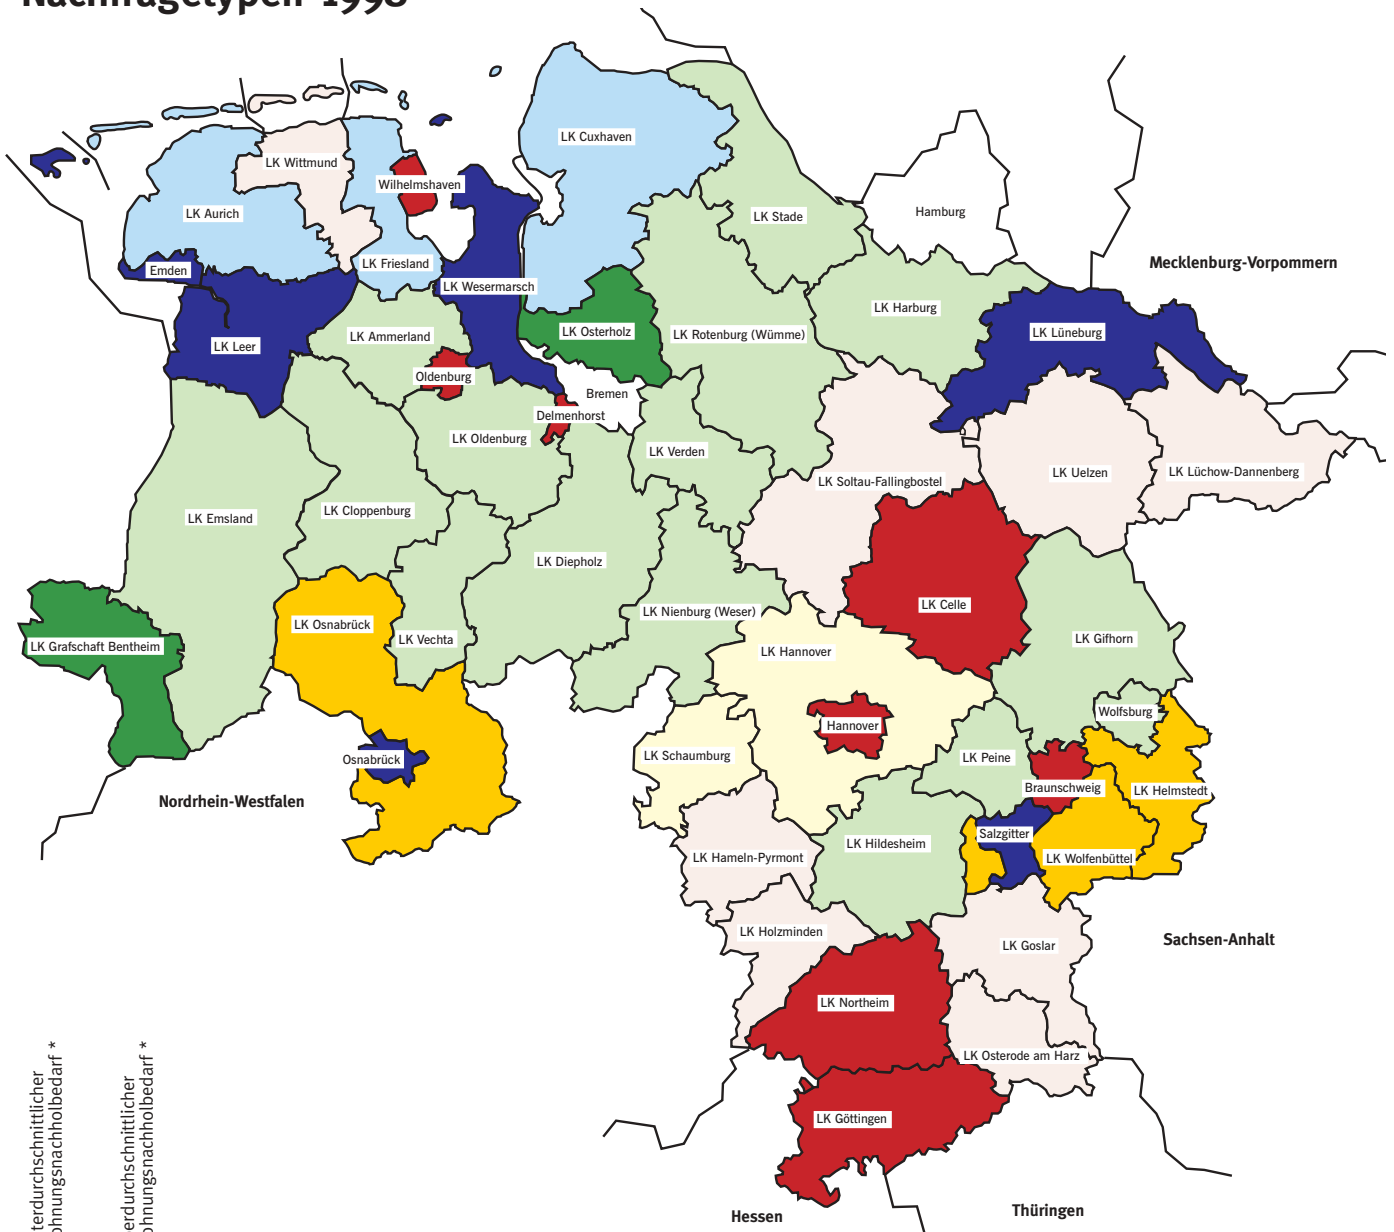 Nachfragetypen 1998
LK Cuxhaven
LK Wittmund
Wilhelmshaven
LK Aurich
LK Stade
Hamburg
LK Friesland
Emden
Mecklenburg-Vorpommern
LK Wesermarsch
LK Harburg
LK Osterholz
LK Rotenburg (Wümme)
LK Lüneburg
LK Ammerland
LK Leer
Oldenburg
Bremen
Delmenhorst
LK Oldenburg
LK Verden
LK Uelzen
LK Lüchow-Dannenberg
LK Soltau-Fallingbostel
LK Cloppenburg
LK Emsland
LK Diepholz
LK Celle
LK Nienburg (Weser)
LK Osnabrück
LK Vechta
LK Gifhorn
LK Grafschaft Bentheim
LK Hannover
Wolfsburg
Hannover
LK Schaumburg
LK Peine
Osnabrück
Braunschweig
LK Helmstedt
Nordrhein-Westfalen
Salzgitter
LK Hildesheim
LK Hameln-Pyrmont
LK Wolfenbüttel
LK Holzminden
Sachsen-Anhalt
LK Goslar
LK Northeim
LK Osterode am Harz
LK Göttingen
Thüringen
Hessen
terdurchschnittlicher
ohnungsnachholbedarf *
erdurchschnittlicher
ohnungsnachholbedarf *